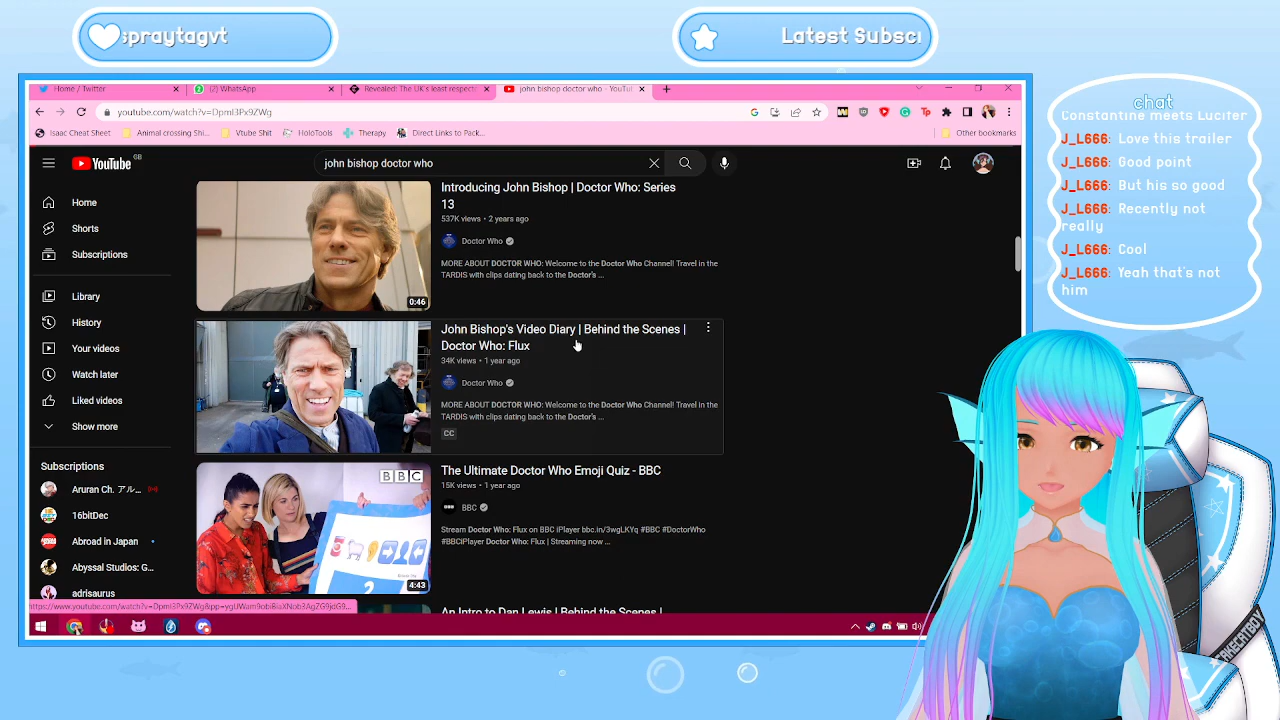 spraytagvt
Latest Subsc
Home / Twitter
(2) WhatsApp
Revealed: The UK's least respect
john bishop doctor who - YouTu
youtube.com/watch?v=Dpml3Px9ZWg
Isaac Cheat Sheet
Animal crossing Shi...
Vtube Shit
HoloTools
Therapy
Direct Links to Pack...
Other bookmarks
YouTube GB
john bishop doctor who
Home
Shorts
Subscriptions
Library
History
Your videos
Watch later
Liked videos
Show more
Subscriptions
Aruran Ch. アル...
16bitDec
Abroad in Japan
Abyssal Studios: G...
adrisaurus
Introducing John Bishop | Doctor Who: Series
13
537K views • 2 years ago
Doctor Who
MORE ABOUT DOCTOR WHO: Welcome to the Doctor Who Channel! Travel in the
TARDIS with clips dating back to the Doctor's ...
0:46
John Bishop's Video Diary | Behind the Scenes |
Doctor Who: Flux
34K views • 1 year ago
Doctor Who
MORE ABOUT DOCTOR WHO: Welcome to the Doctor Who Channel! Travel in the
TARDIS with clips dating back to the Doctor's ...
CC
BBC
The Ultimate Doctor Who Emoji Quiz - BBC
15K views • 1 year ago
BBC
Stream Doctor Who: Flux on BBC iPlayer bbc.in/3wgLKYq #BBC #DoctorWho
#BBCiPlayer Doctor Who: Flux | Streaming now ...
4:43
An Intro to Dan Lewis | Behind the Scenes |
chat
Constantine meets Lucifer
J_L666: Love this trailer
J_L666: Good point
J_L666: But his so good
J_L666: Recently not
really
J_L666: Cool
J_L666: Yeah that's not
him